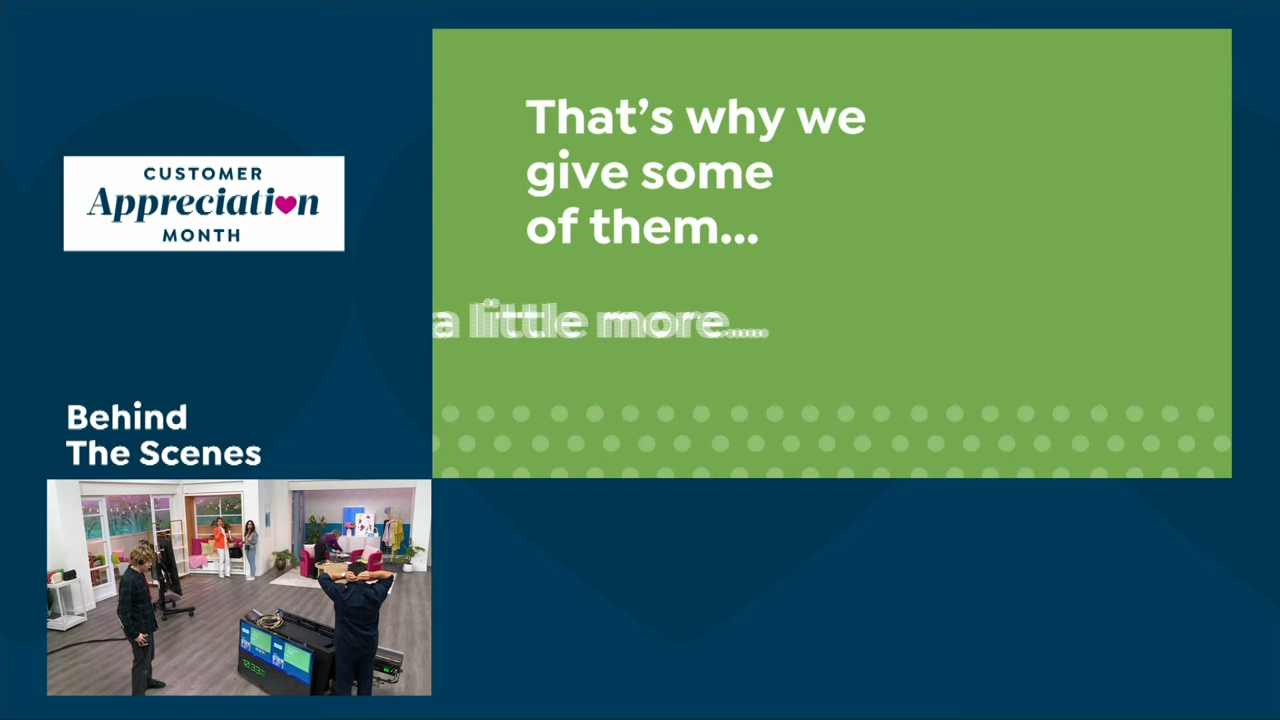 CUSTOMER
Appreciation
MONTH
That's why we
give some
of them...
a little more....
Behind
The Scenes